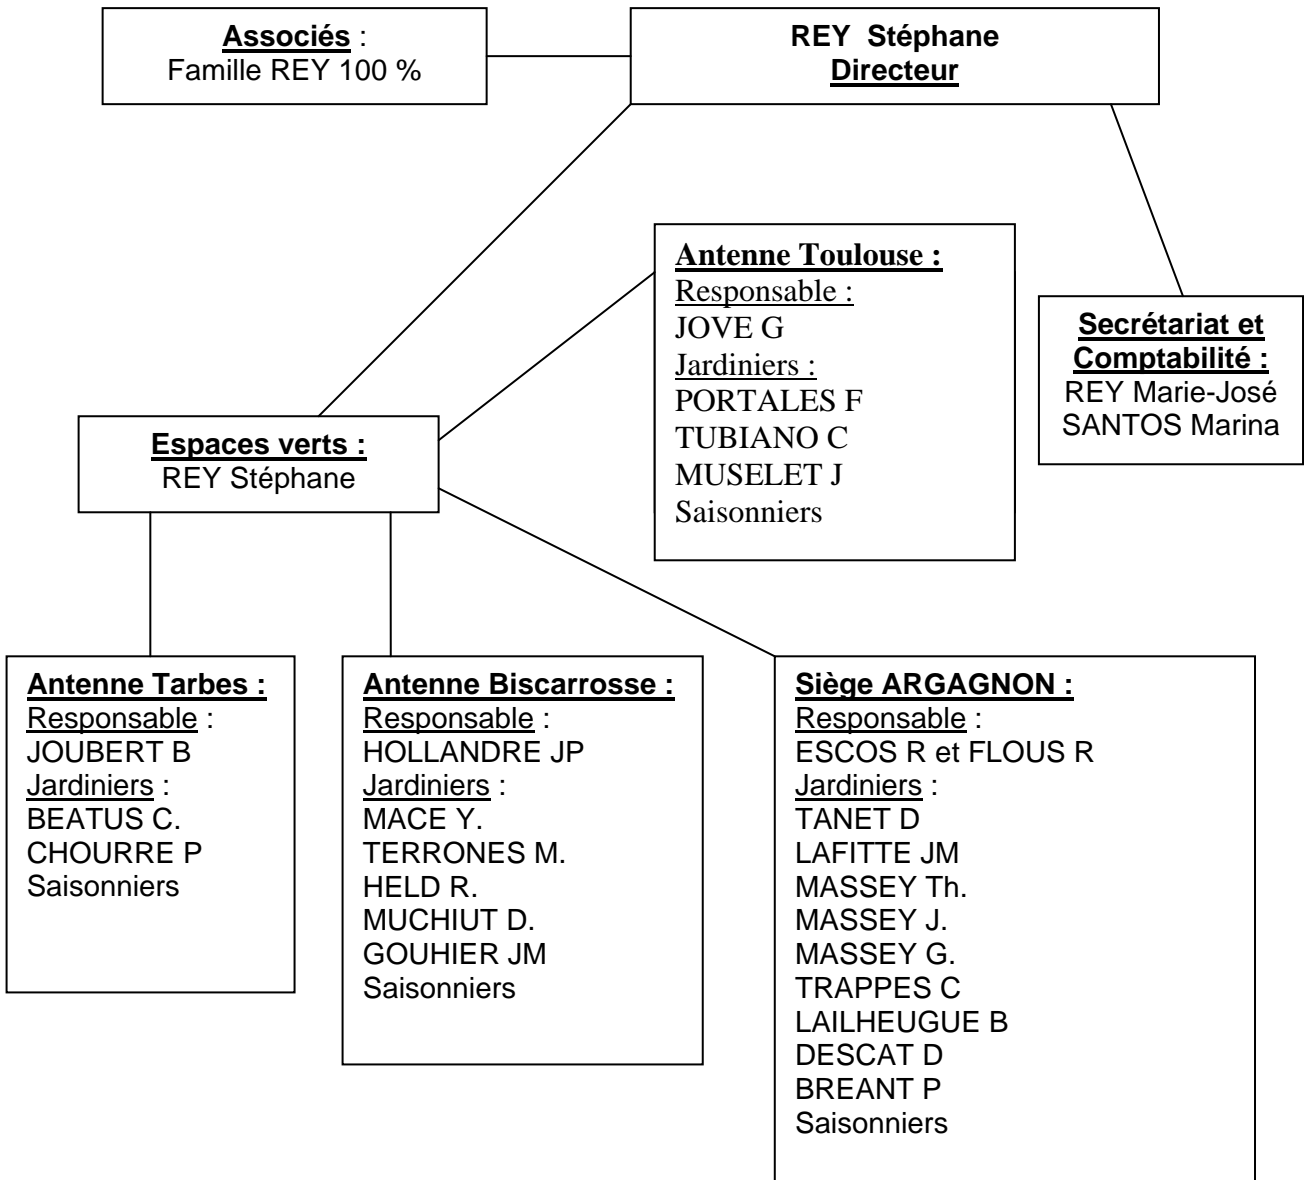 Associés :
Famille REY 100 %
REY Stéphane
Directeur
Antenne Toulouse :
Responsable :
JOVE G
Jardiniers :
PORTALES F
TUBIANO C
MUSELET J
Saisonniers
Secrétariat et
Comptabilité :
REY Marie-José
SANTOS Marina
Espaces verts :
REY Stéphane
Antenne Tarbes :
Responsable :
JOUBERT B
Jardiniers :
BEATUS C.
CHOURRE P
Saisonniers
Antenne Biscarrosse :
Responsable :
HOLLANDRE JP
Jardiniers :
MACE Y.
TERRONES M.
HELD R.
MUCHIUT D.
GOUHIER JM
Saisonniers
Siège ARGAGNON :
Responsable :
ESCOS R et FLOUS R
Jardiniers :
TANET D
LAFITTE JM
MASSEY Th.
MASSEY J.
MASSEY G.
TRAPPES C
LAILHEUGUE B
DESCAT D
BREANT P
Saisonniers